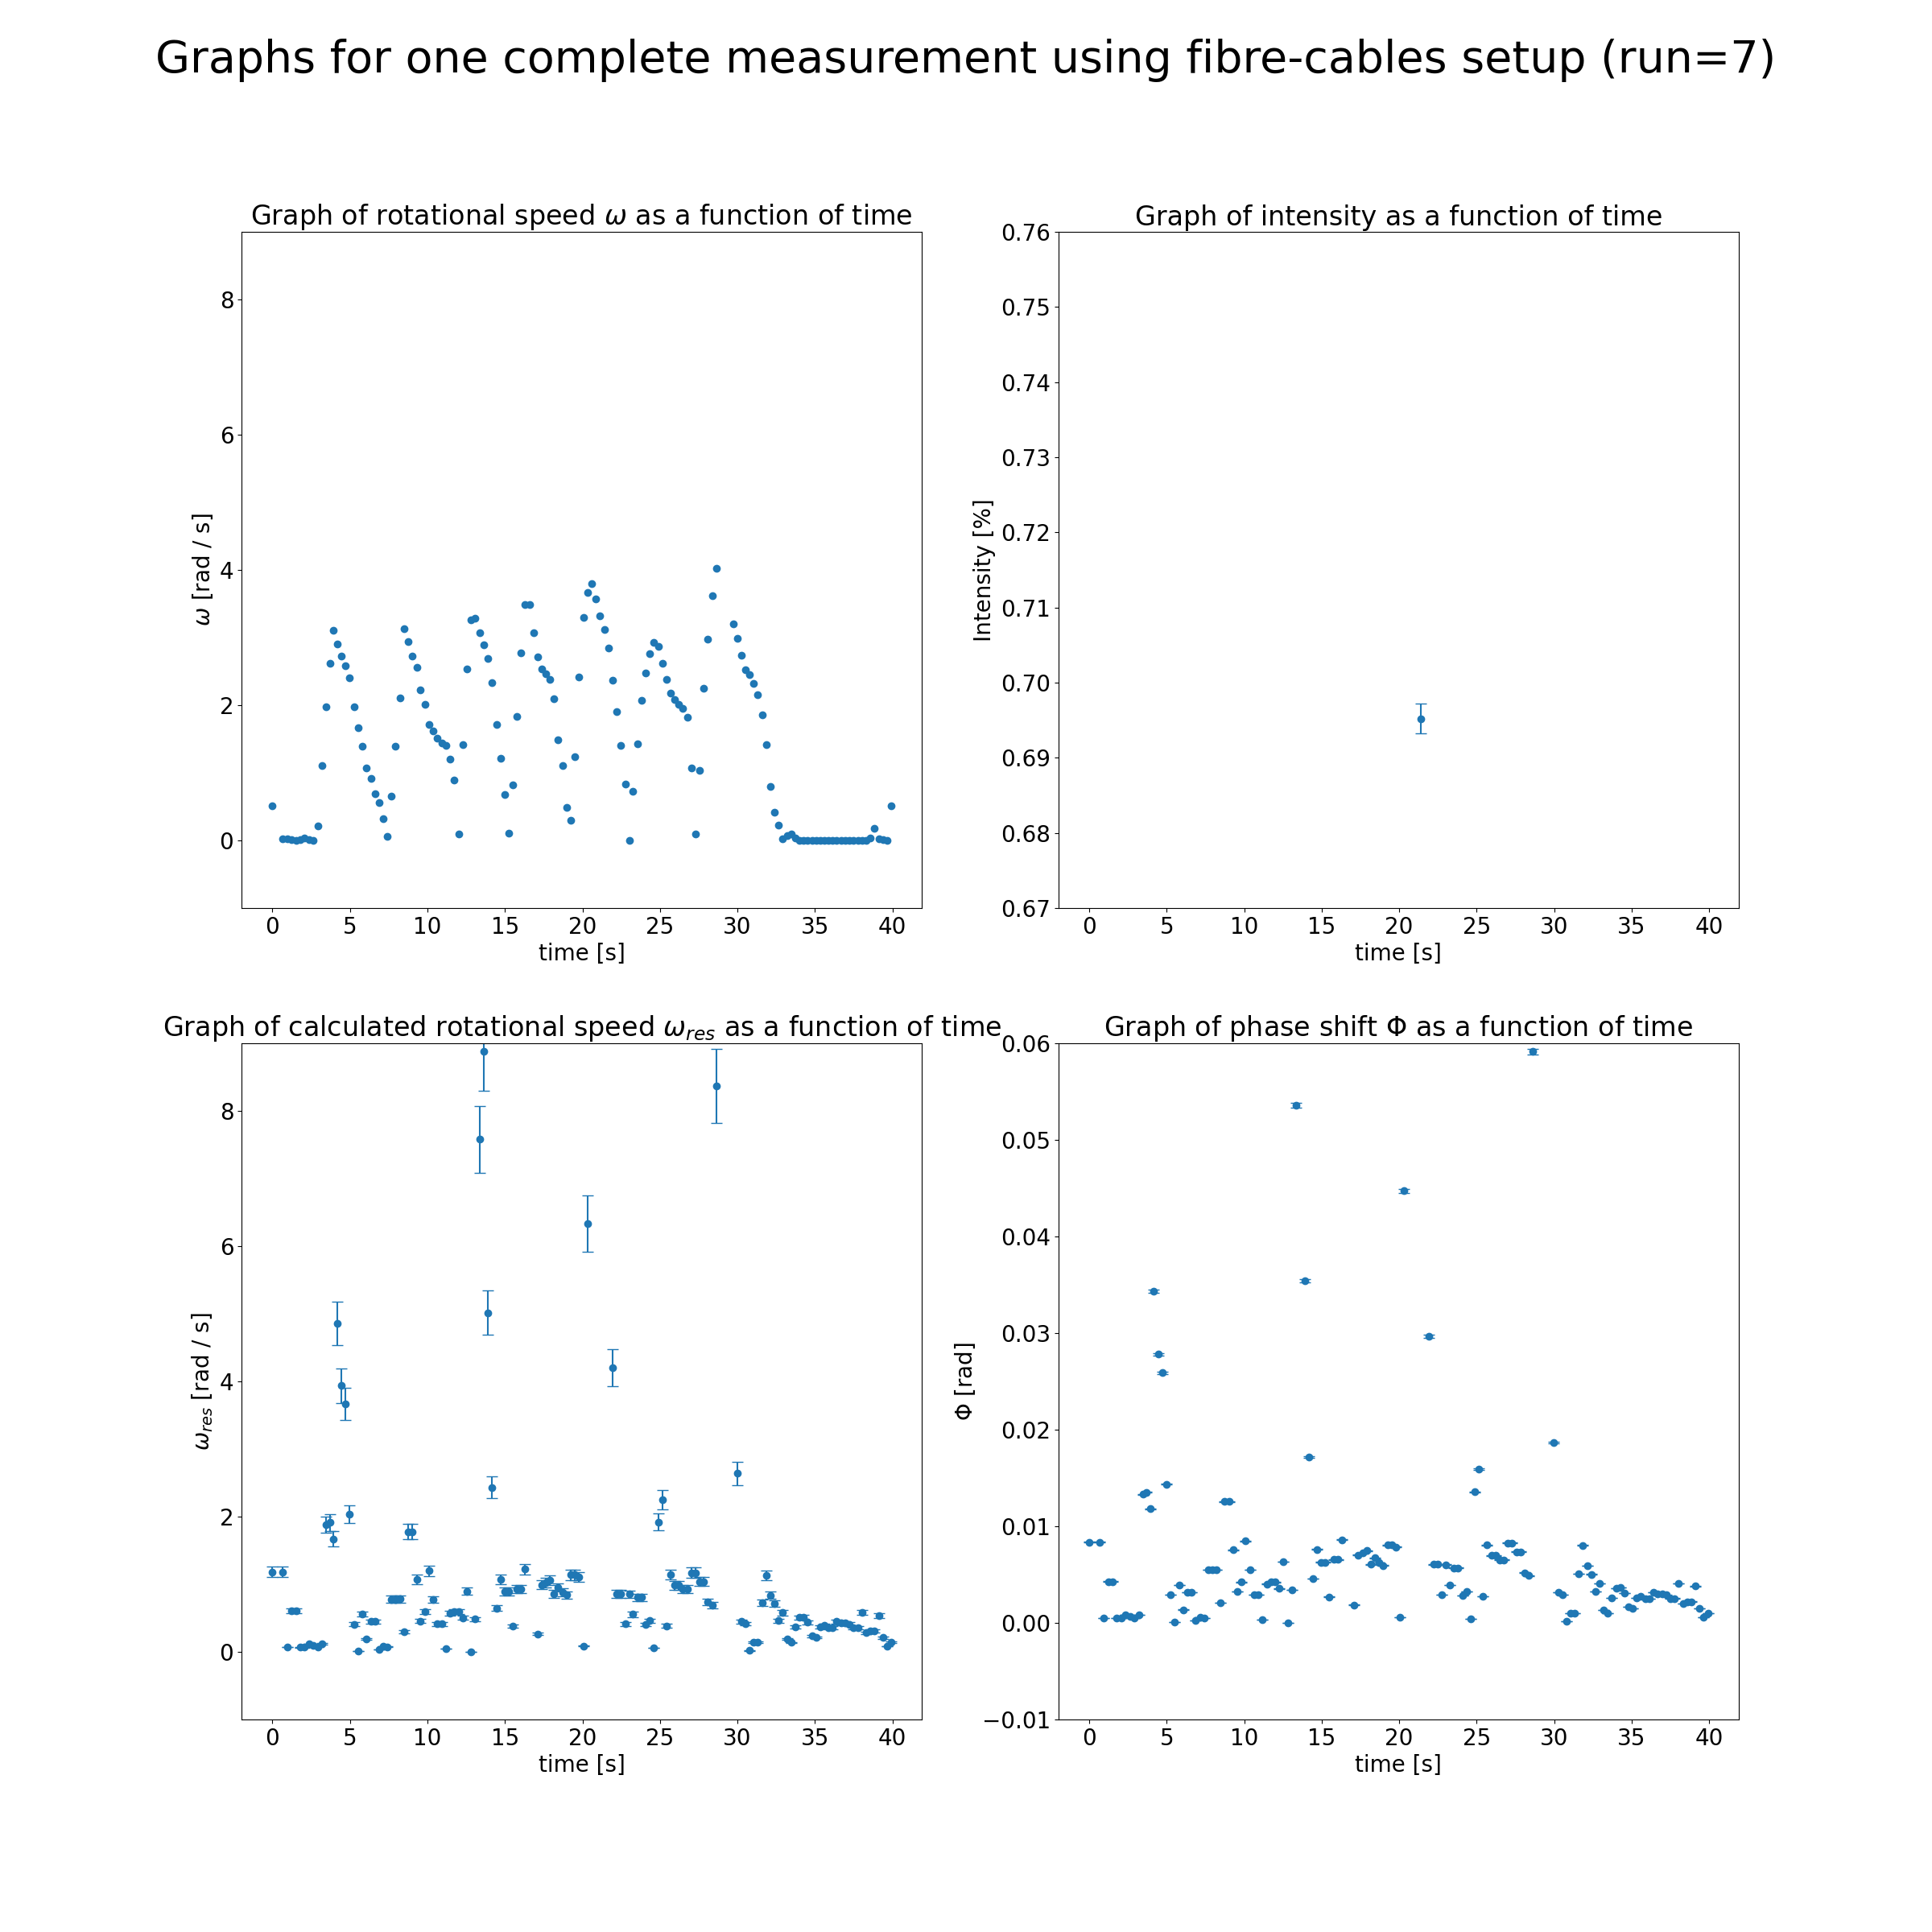 Graphs for one complete measurement using fibre-cables setup (run=7)
Graph of rotational speed ω as a function of time
8
6
4
2
0
ω [rad / s]
0 5 10 15 20 25 30 35 40
time [s]
Graph of intensity as a function of time
0.76
0.75
0.74
0.73
0.72
0.71
0.70
0.69
0.68
0.67
Intensity [%]
0 5 10 15 20 25 30 35 40
time [s]
Graph of calculated rotational speed ω_res as a function of time
8
6
4
2
0
ω_res [rad / s]
0 5 10 15 20 25 30 35 40
time [s]
Graph of phase shift Φ as a function of time
0.06
0.05
0.04
0.03
0.02
0.01
0.00
−0.01
Φ [rad]
0 5 10 15 20 25 30 35 40
time [s]